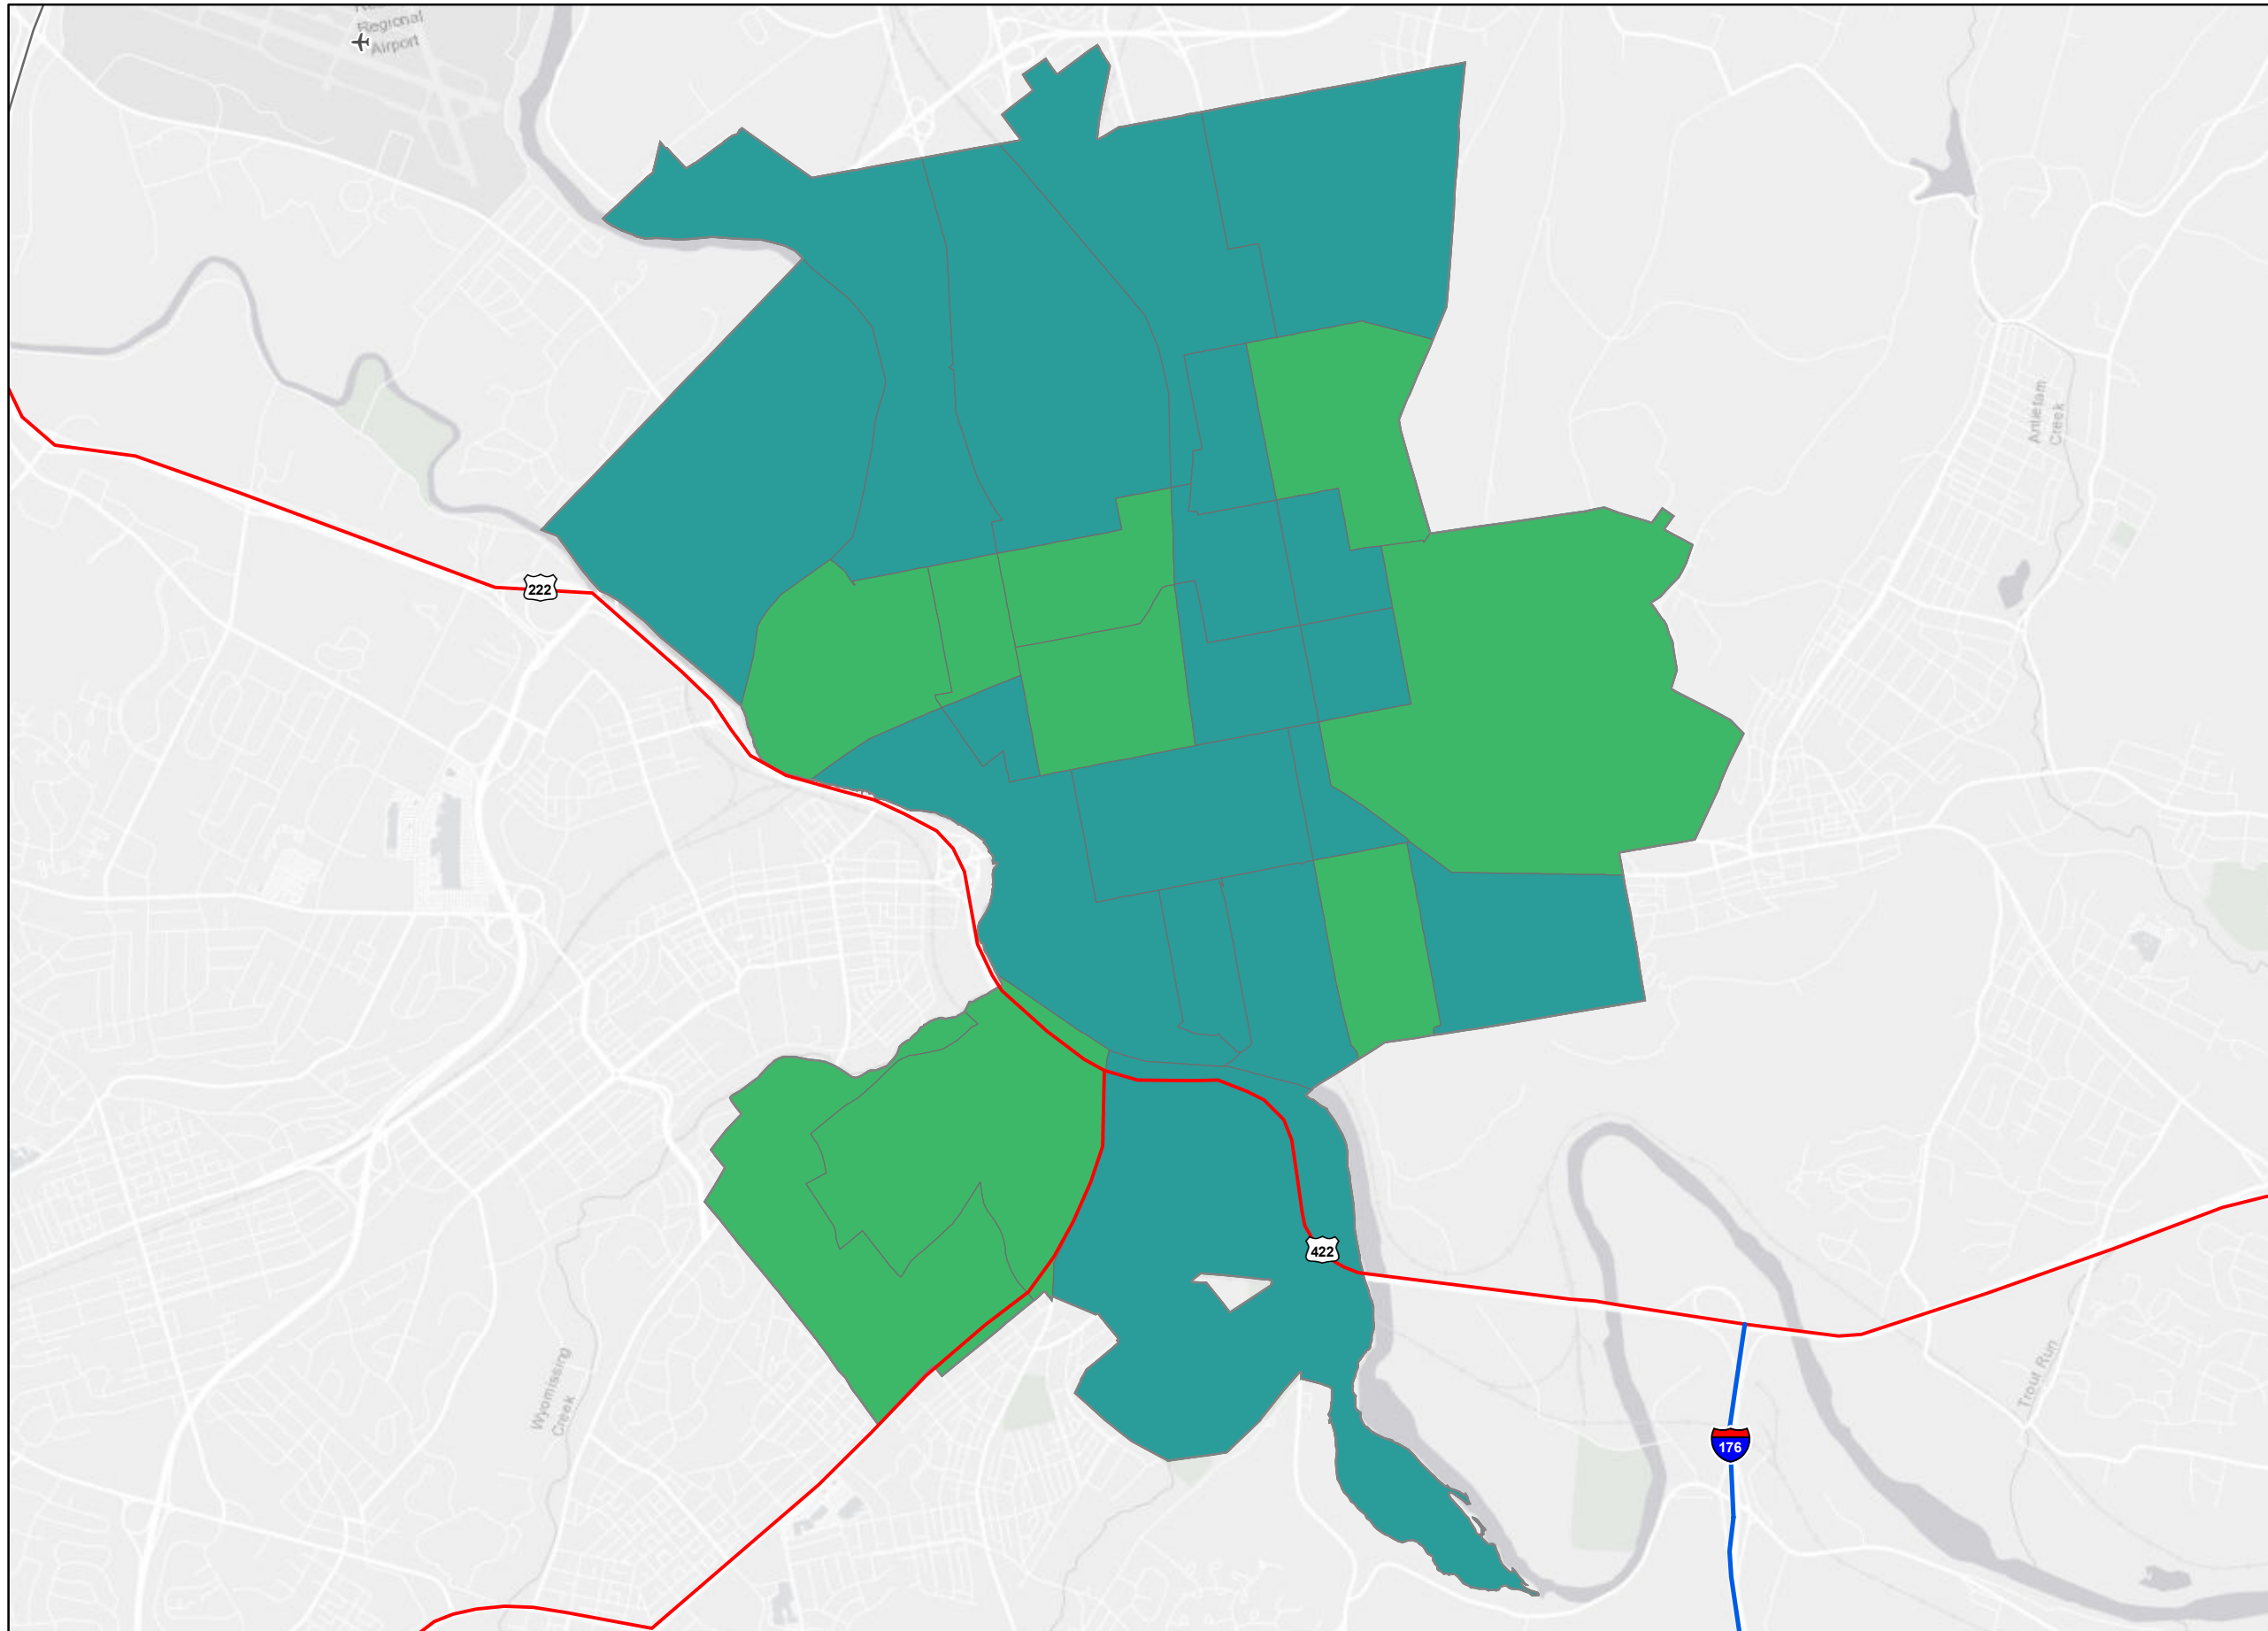 Regional
Airport
Antietam
Creek
222
422
Wyomissing
Creek
Trout Run
176